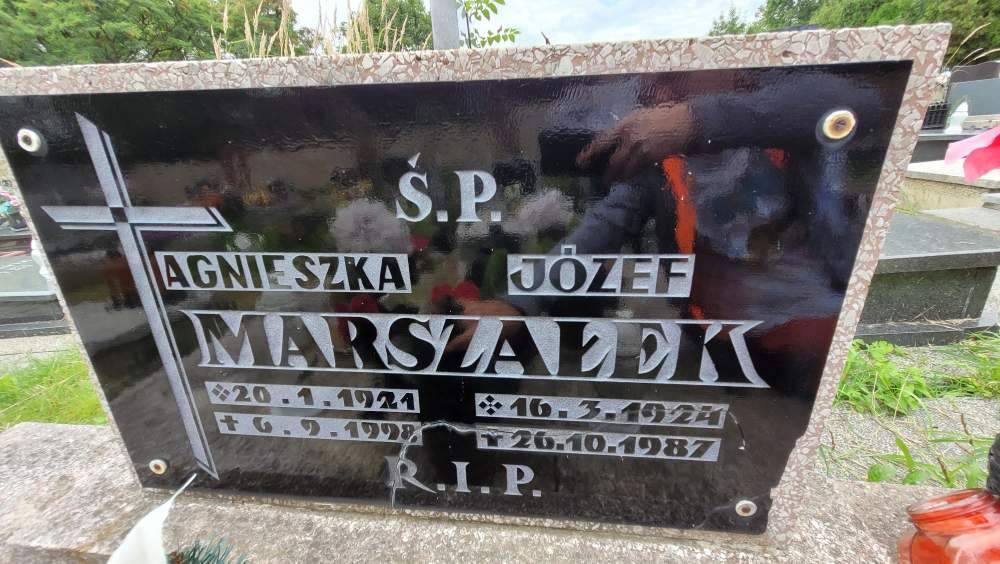 Ś.P.
AGNIESZKA JÓZEF
MARSZAŁEK
20.1.1921 16.3.1924
✝ 6.9.1998 ✝ 26.10.1987
R.I.P.